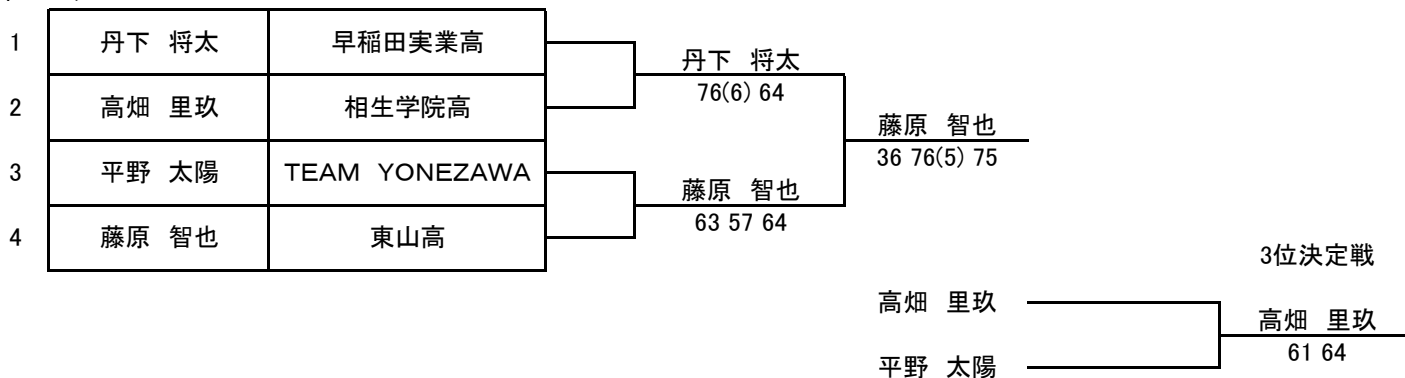 1 丹下 将太 早稲田実業高
丹下 将太
76(6) 64
2 高畑 里玖 相生学院高
藤原 智也
36 76(5) 75
3 平野 太陽 TEAM YONEZAWA
藤原 智也
63 57 64
4 藤原 智也 東山高
3位決定戦
高畑 里玖
高畑 里玖
61 64
平野 太陽